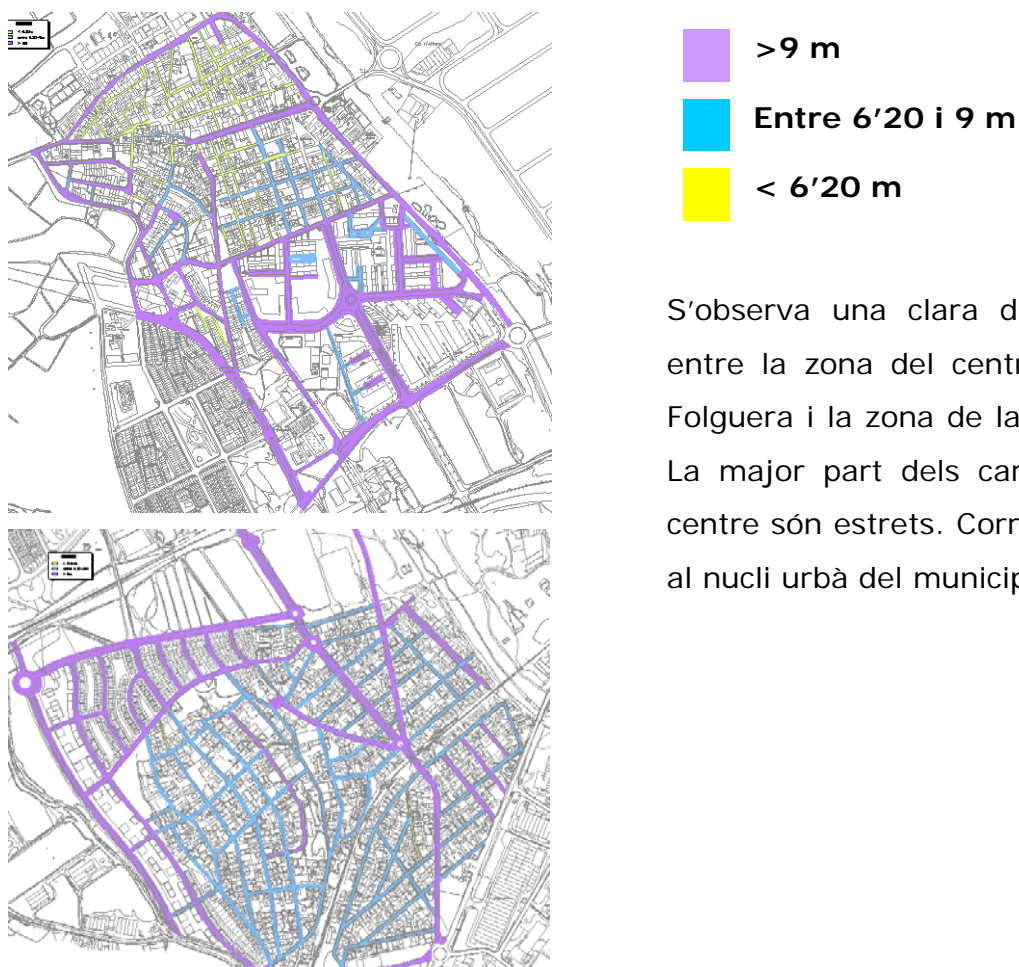 >9 m
Entre 6’20 i 9 m
< 6’20 m
S’observa una clara d
entre la zona del centr
Folguera i la zona de la
La major part dels car
centre són estrets. Corr
al nucli urbà del municip